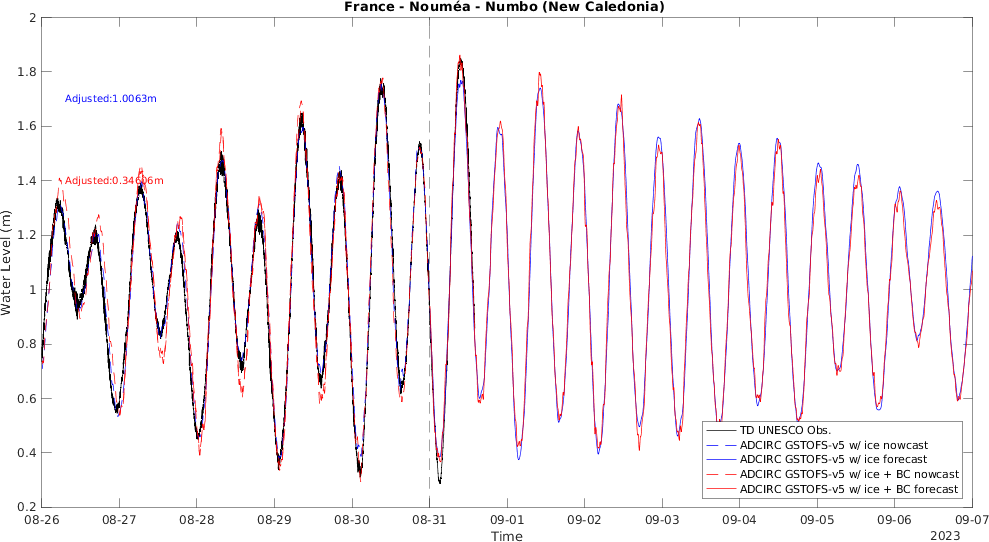 France - Nouméa - Numbo (New Caledonia)
Water Level (m)
2
1.8
1.6
1.4
1.2
1
0.8
0.6
0.4
0.2
Adjusted:1.0063m
Adjusted:0.34606m
TD UNESCO Obs.
ADCIRC GSTOFS-v5 w/ ice nowcast
ADCIRC GSTOFS-v5 w/ ice forecast
ADCIRC GSTOFS-v5 w/ ice + BC nowcast
ADCIRC GSTOFS-v5 w/ ice + BC forecast
08-26 08-27 08-28 08-29 08-30 08-31 09-01 09-02 09-03 09-04 09-05 09-06 09-07
Time
2023